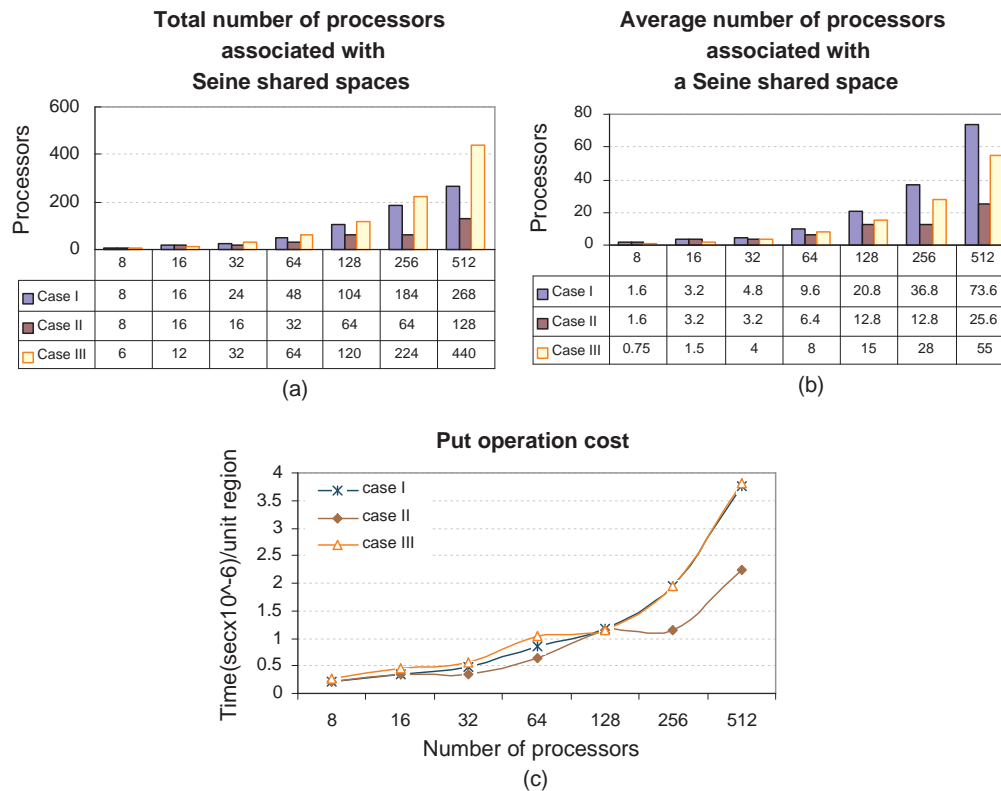 Total number of processors
associated with
Seine shared spaces
600
400
200
0
Processors
8 16 32 64 128 256 512
Case I 8 16 24 48 104 184 268
Case II 8 16 16 32 64 64 128
Case III 6 12 32 64 120 224 440
(a)
Average number of processors
associated with
a Seine shared space
80
60
40
20
0
Processors
8 16 32 64 128 256 512
Case I 1.6 3.2 4.8 9.6 20.8 36.8 73.6
Case II 1.6 3.2 3.2 6.4 12.8 12.8 25.6
Case III 0.75 1.5 4 8 15 28 55
(b)
Put operation cost
4
3.5
3
2.5
2
1.5
1
0.5
0
Time(secx10^-6)/unit region
case I
case II
case III
8 16 32 64 128 256 512
Number of processors
(c)